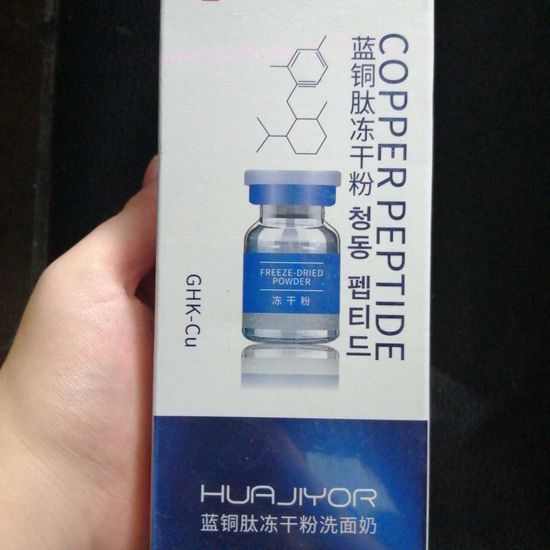 COPPER PEPTIDE
蓝铜肽冻干粉 청동 펩티드
FREEZE-DRIED
POWDER
冻干粉
GHK-Cu
HUAJIYOR
蓝铜肽冻干粉洗面奶